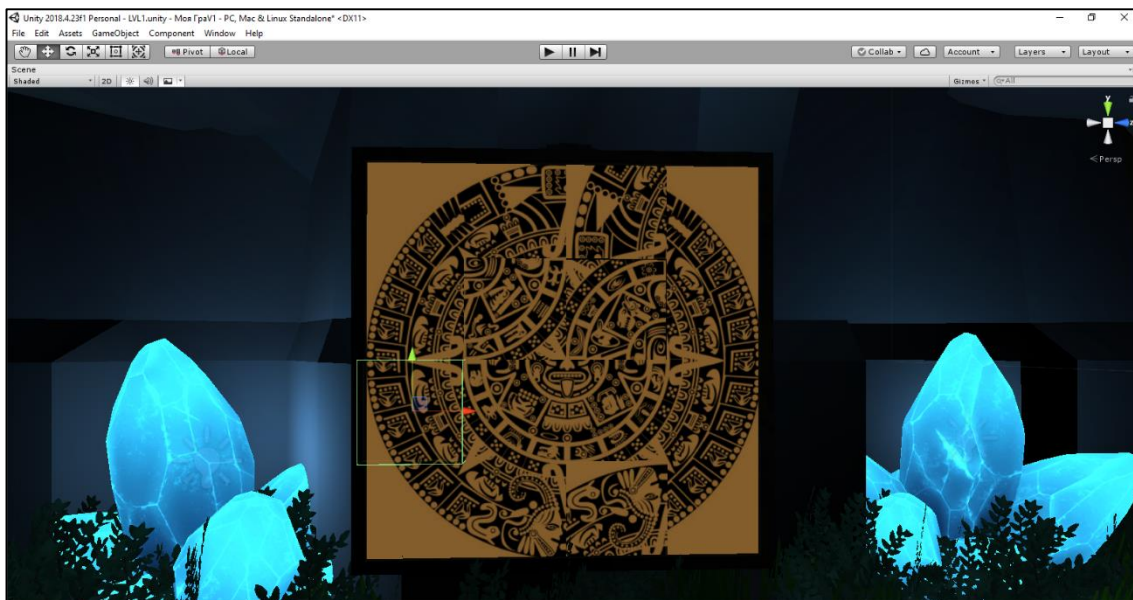 Unity 2018.4.23f1 Personal - LVL1.unity - Моя ГраV1 - PC, Mac & Linux Standalone* <DX11>
File Edit Assets GameObject Component Window Help
Pivot Local Collab Account Layers Layout
Scene
Shaded 2D Gizmos All
y
z
Persp